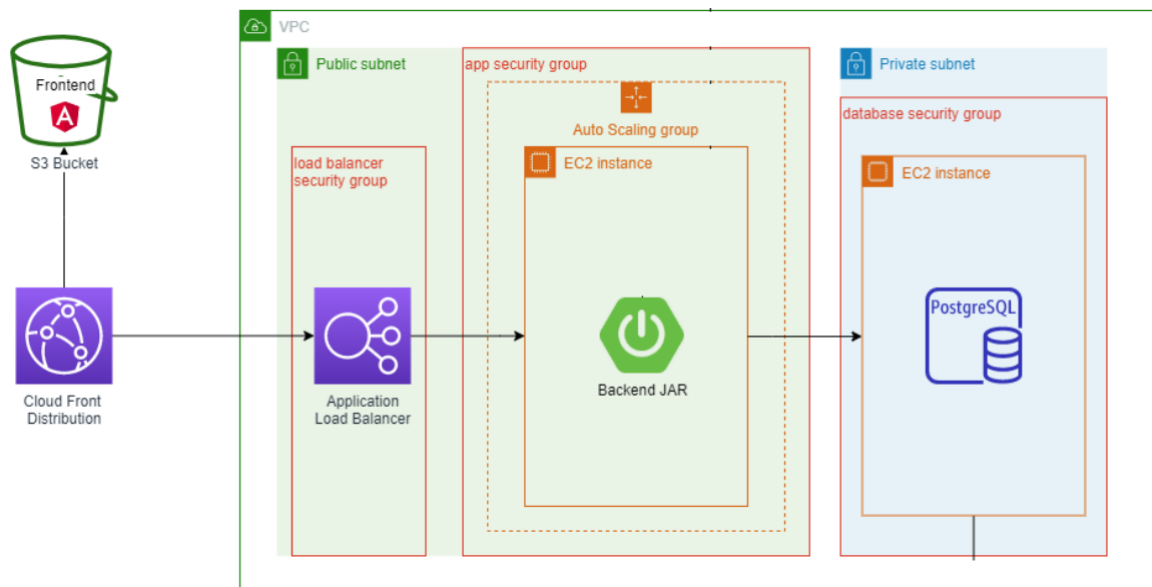 VPC
Public subnet
app security group
Private subnet
Frontend
A
S3 Bucket
Auto Scaling group
database security group
load balancer
security group
EC2 instance
EC2 instance
PostgreSQL
Backend JAR
Cloud Front
Distribution
Application
Load Balancer